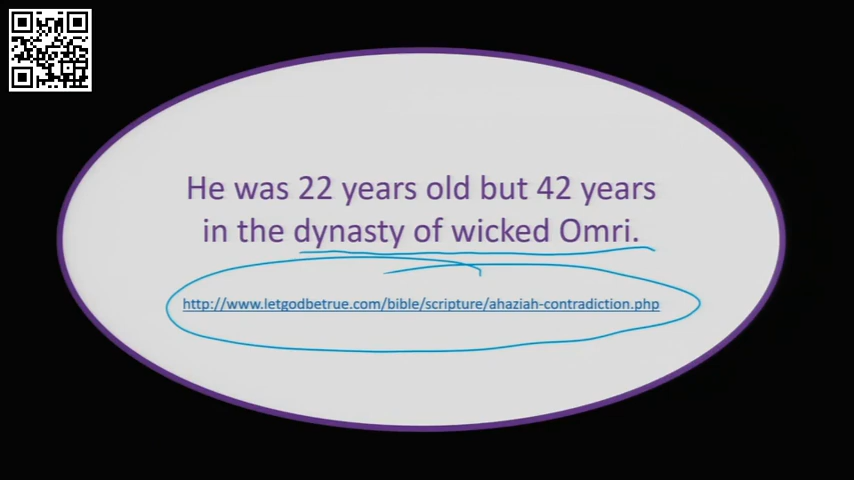 He was 22 years old but 42 years
in the dynasty of wicked Omri.
http://www.letgodbetrue.com/bible/scripture/ahaziah-contradiction.php